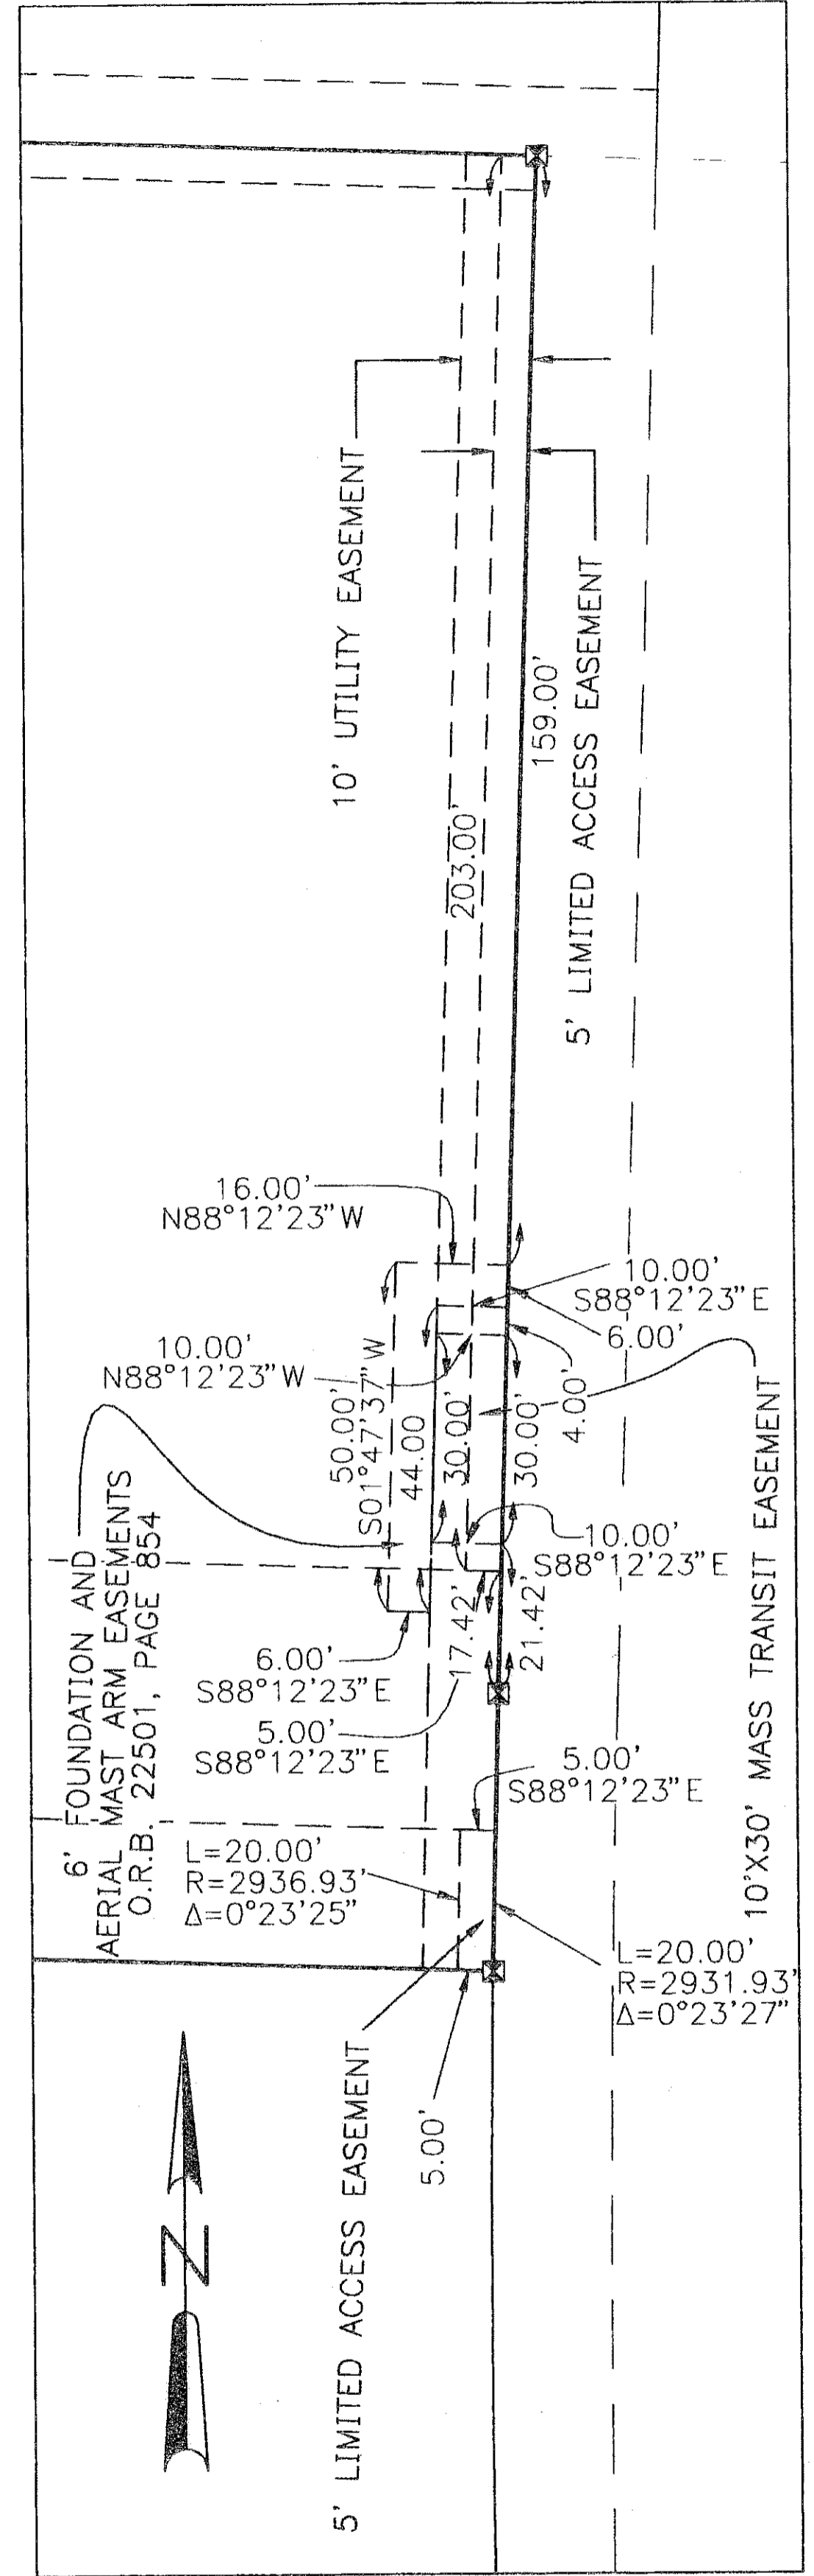 10' UTILITY EASEMENT
5' LIMITED ACCESS EASEMENT
159.00'
203.00'
16.00'
N88°12'23"W
10.00'
S88°12'23"E
6.00'
10.00'
N88°12'23"W
4.00'
50.00'
S01°47'37"W
44.00
30.00'
30.00'
10.00'
S88°12'23"E
6' FOUNDATION AND
AERIAL MAST ARM EASEMENTS
O.R.B. 22501, PAGE 854
17.42'
21.42'
6.00'
S88°12'23"E
5.00'
S88°12'23"E
5.00'
S88°12'23"E
10'X30' MASS TRANSIT EASEMENT
L=20.00'
R=2936.93'
Δ=0°23'25"
L=20.00'
R=2931.93'
Δ=0°23'27"
5' LIMITED ACCESS EASEMENT
5.00'
N